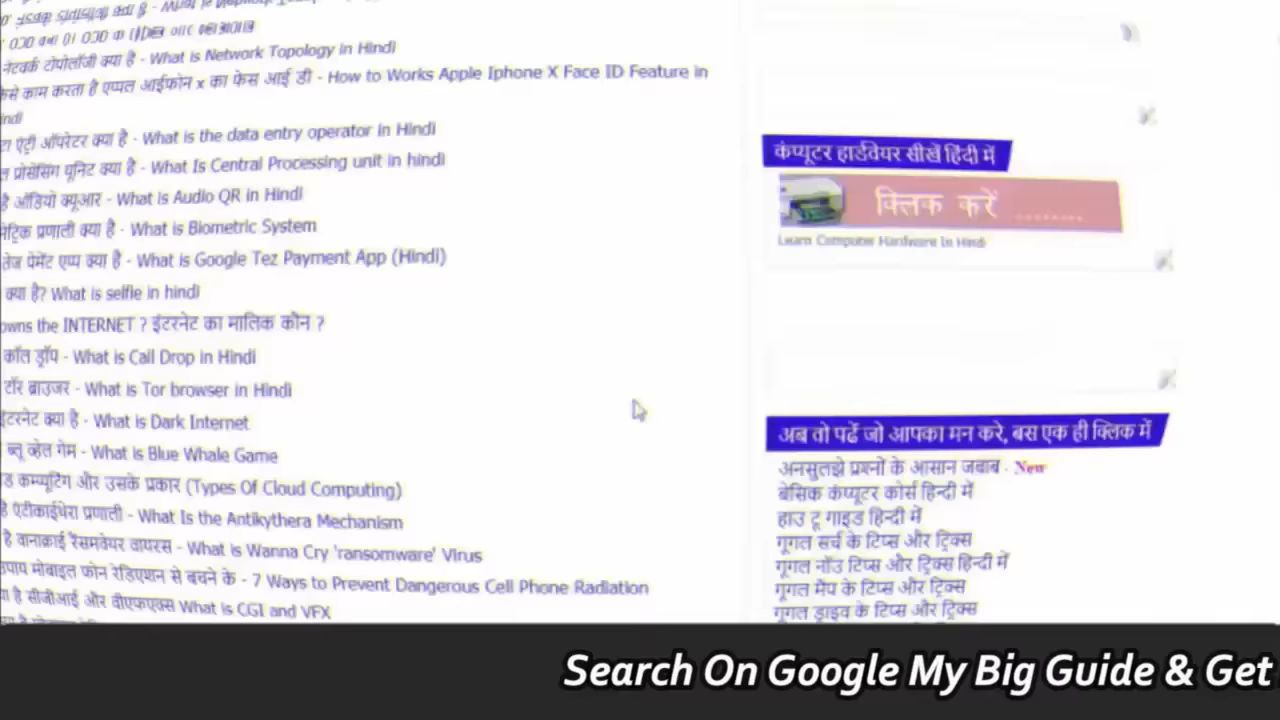 नेटवर्क टोपोलॉजी क्या है - What is Network Topology in Hindi
कैसे काम करता है एप्पल आईफोन x का फेस आई डी - How to Works Apple Iphone X Face ID Feature in
indi
टा एंट्री ऑपरेटर क्या है - What is the data entry operator in Hindi
ल प्रोसेसिंग यूनिट क्या है - What Is Central Processing unit in hindi
है ऑडियो क्यूआर - What is Audio QR in Hindi
मेट्रिक प्रणाली क्या है - What is Biometric System
तेज पेमेंट एप्प क्या है - What is Google Tez Payment App (Hindi)
क्या है? What is selfie in hindi
owns the INTERNET ? इंटरनेट का मालिक कौन ?
कॉल ड्रॉप - What is Call Drop in Hindi
टॉर ब्राउजर - What is Tor browser in Hindi
इंटरनेट क्या है - What is Dark Internet
ब्लू व्हेल गेम - What is Blue Whale Game
ड कम्प्यूटिंग और उसके प्रकार (Types Of Cloud Computing)
है एंटीकाईथेरा प्रणाली - What Is the Antikythera Mechanism
है वानाक्राई रैंसमवेयर वायरस - What is Wanna Cry 'ransomware' Virus
उपाय मोबाइल फोन रेडिएशन से बचने के - 7 Ways to Prevent Dangerous Cell Phone Radiation
या है सीजीआई और वीएफएक्स What is CGI and VFX
कंप्यूटर हार्डवेयर सीखें हिंदी में
क्लिक करें ........
Learn Computer Hardware In Hindi
अब वो पढें जो आपका मन करे, बस एक ही क्लिक में
अनसुलझे प्रश्नों के आसान जबाब - New
बेसिक कंप्यूटर कोर्स हिन्दी में
हाउ टू गाइड हिन्दी में
गूगल सर्च के टिप्स और ट्रिक्स
गूगल नॉउ टिप्स और ट्रिक्स हिन्दी में
गूगल मैप के टिप्स और ट्रिक्स
गूगल ड्राइव के टिप्स और ट्रिक्स
Search On Google My Big Guide & Get